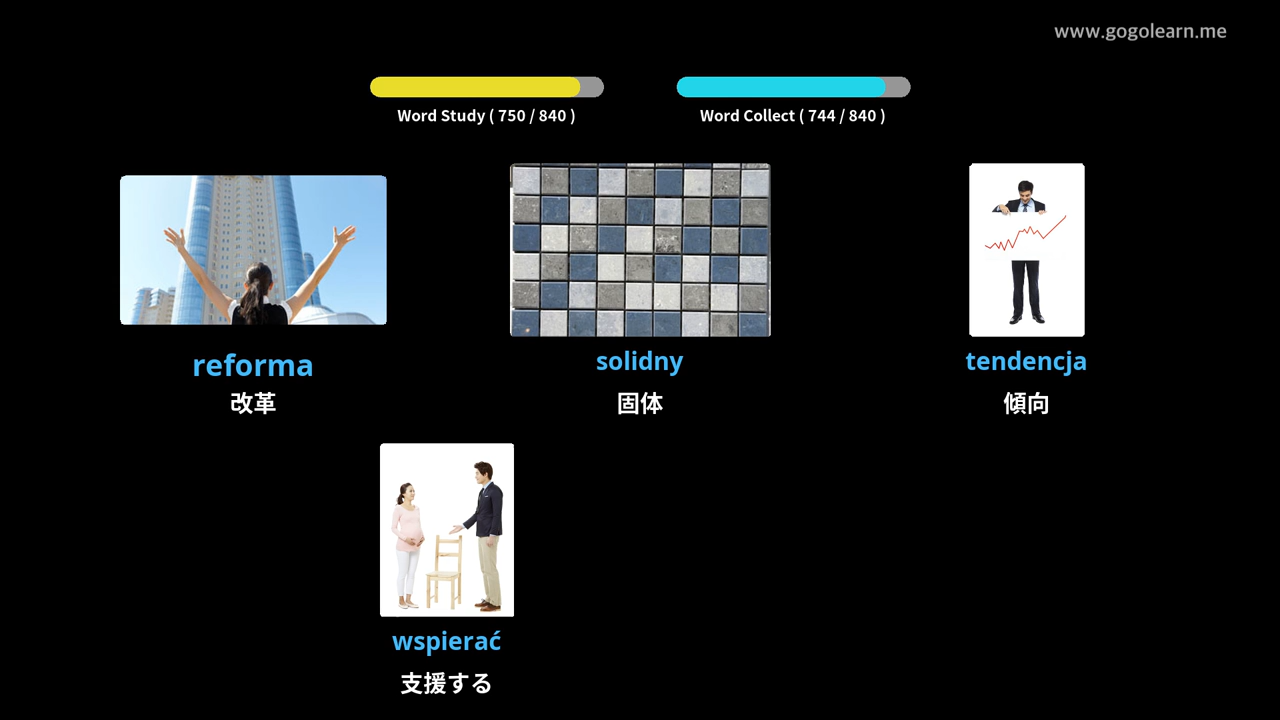 www.gogolearn.me
Word Study ( 750 / 840 )
Word Collect ( 744 / 840 )
reforma
改革
solidny
固体
tendencja
傾向
wspierać
支援する